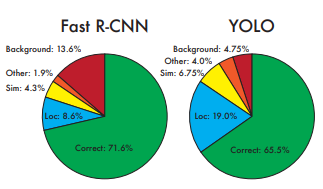 Fast R-CNN
Background: 13.6%
Other: 1.9%
Sim: 4.3%
Loc: 8.6%
Correct: 71.6%
YOLO
Background: 4.75%
Other: 4.0%
Sim: 6.75%
Loc: 19.0%
Correct: 65.5%